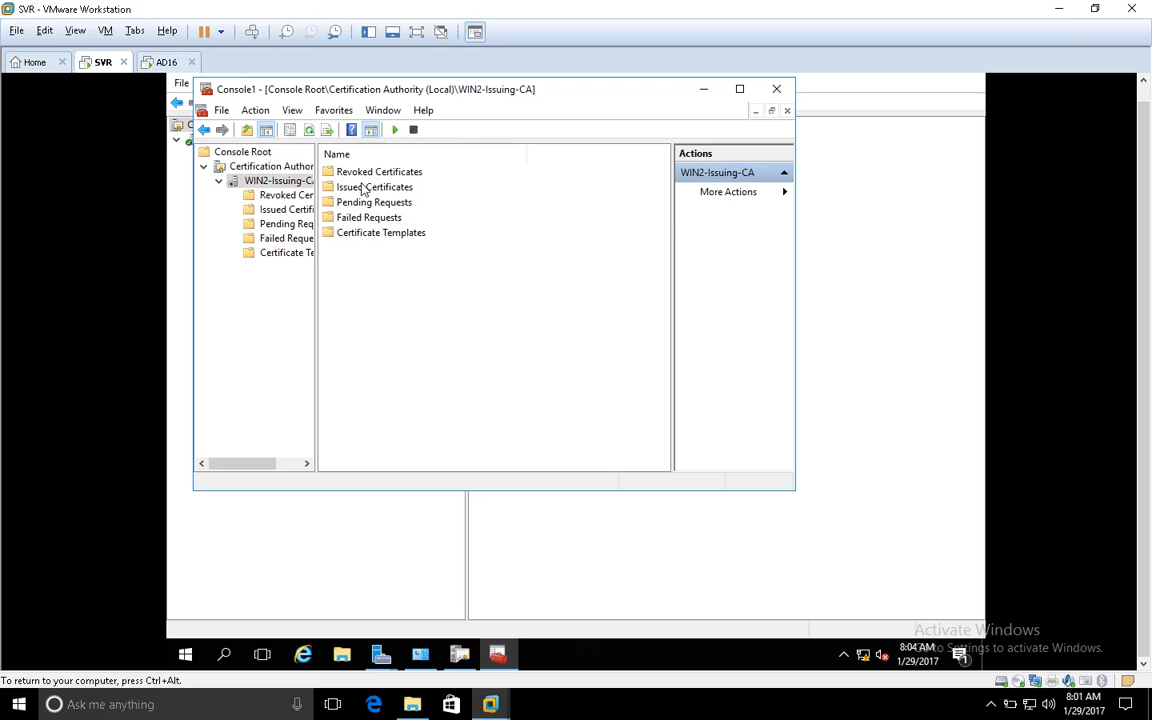 SVR - VMware Workstation
File Edit View VM Tabs Help
Home SVR AD16
File
Console1 - [Console Root\Certification Authority (Local)\WIN2-Issuing-CA]
File Action View Favorites Window Help
Console Root
Certification Author
WIN2-Issuing-CA
Revoked Cer
Issued Certifi
Pending Req
Failed Reque
Certificate Te
Name
Revoked Certificates
Issued Certificates
Pending Requests
Failed Requests
Certificate Templates
Actions
WIN2-Issuing-CA
More Actions
Activate Windows
Go to Settings to activate Windows.
8:04 AM
1/29/2017
1
To return to your computer, press Ctrl+Alt.
Ask me anything
8:01 AM
1/29/2017